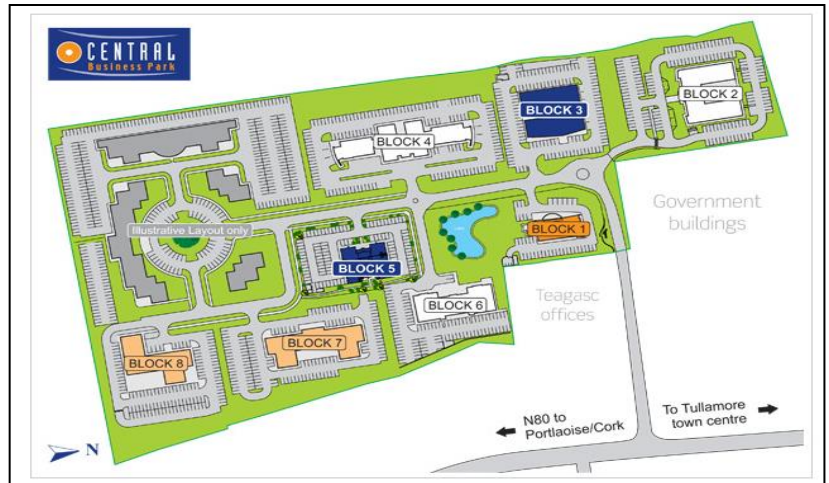 CENTRAL
Business Park
BLOCK 2
BLOCK 3
BLOCK 4
Government
buildings
BLOCK 1
Illustrative Layout only
BLOCK 5
Teagasc
offices
BLOCK 6
BLOCK 7
BLOCK 8
N80 to
Portlaoise/Cork
To Tullamore
town centre
N